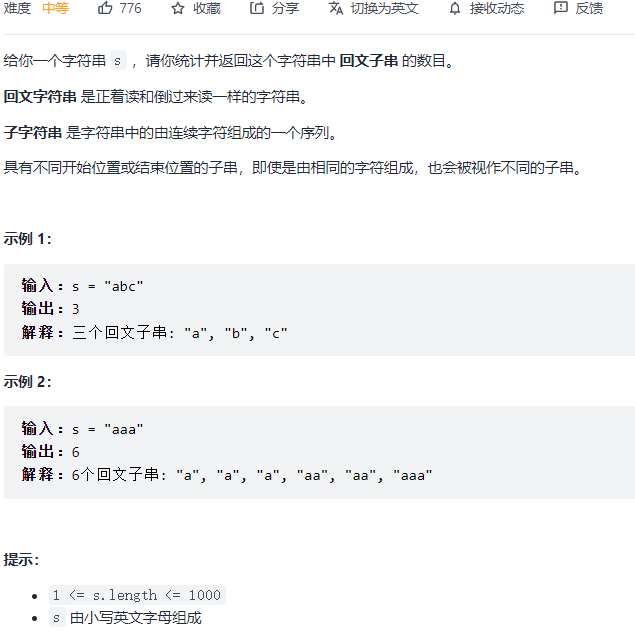 难度 中等 776 收藏 分享 切换为英文 接收动态 反馈
给你一个字符串 s ，请你统计并返回这个字符串中 回文子串 的数目。
回文字符串 是正着读和倒过来读一样的字符串。
子字符串 是字符串中的由连续字符组成的一个序列。
具有不同开始位置或结束位置的子串，即使是由相同的字符组成，也会被视作不同的子串。
示例 1：
输入：s = "abc"
输出：3
解释：三个回文子串: "a", "b", "c"
示例 2：
输入：s = "aaa"
输出：6
解释：6个回文子串: "a", "a", "a", "aa", "aa", "aaa"
提示：
• 1 <= s.length <= 1000
• s 由小写英文字母组成